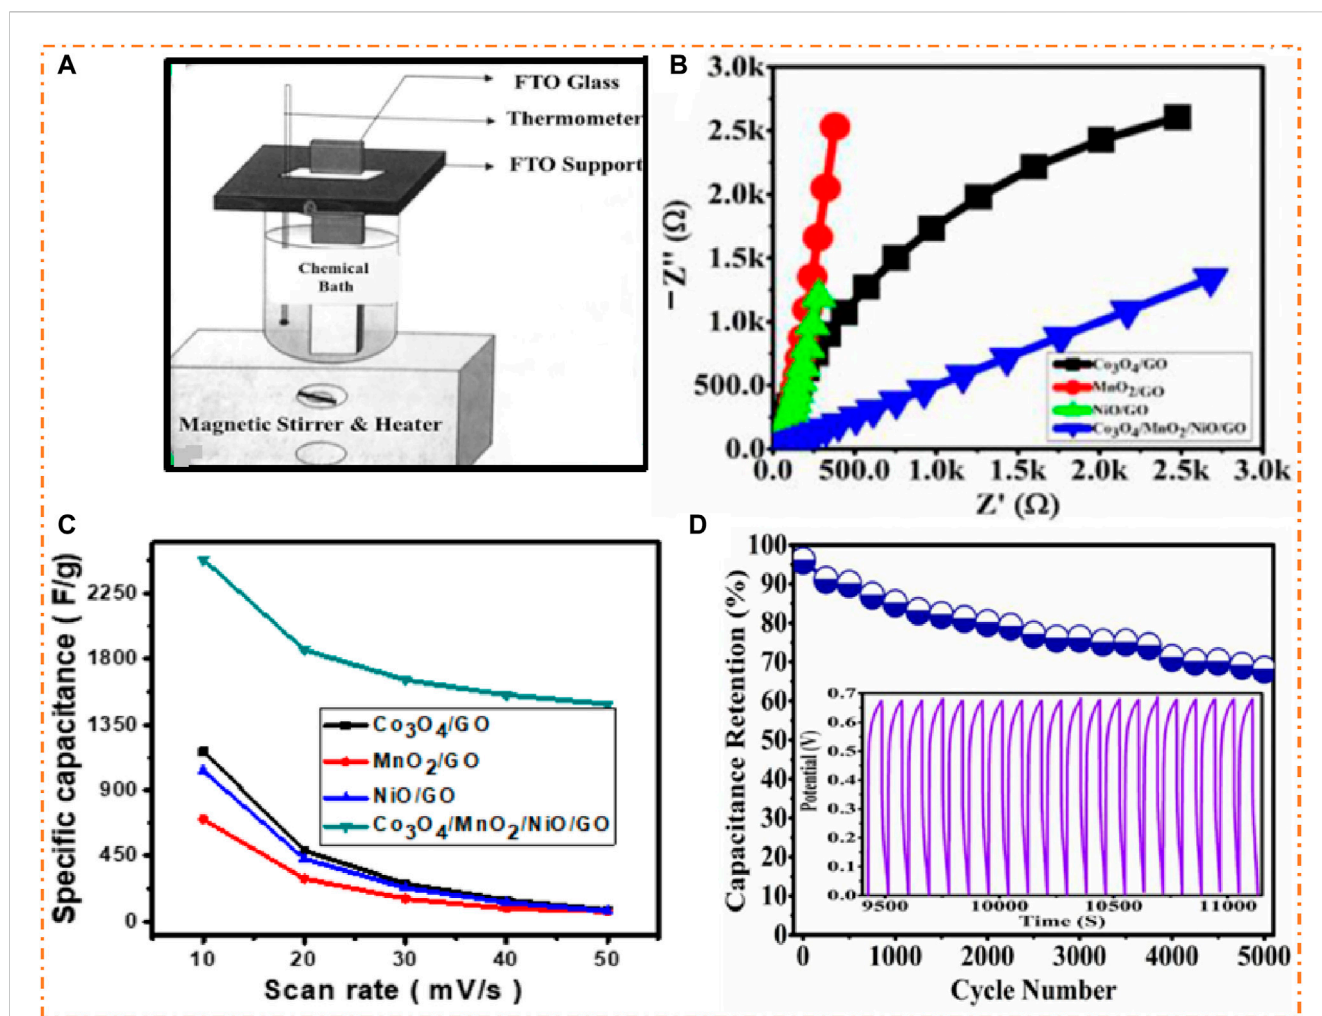 A
FTO Glass
Thermometer
FTO Support
Chemical
Bath
Magnetic Stirrer & Heater
B
3.0k
2.5k
2.0k
1.5k
1.0k
500.0
0.0
−Z'' (Ω)
Co₃O₄/GO
MnO₂/GO
NiO/GO
Co₃O₄/MnO₂/NiO/GO
0.0
500.0
1.0k
1.5k
2.0k
2.5k
3.0k
Z' (Ω)
C
Specific capacitance ( F/g)
2250
1800
1350
900
450
0
Co₃O₄/GO
MnO₂/GO
NiO/GO
Co₃O₄/MnO₂/NiO/GO
10
20
30
40
50
Scan rate ( mV/s )
D
Capacitance Retention (%)
100
90
80
70
60
50
40
30
20
10
0
Potential (V)
0.7
0.6
0.5
0.4
0.3
0.2
0.1
0.0
9500
10000
10500
11000
Time (S)
0
1000
2000
3000
4000
5000
Cycle Number